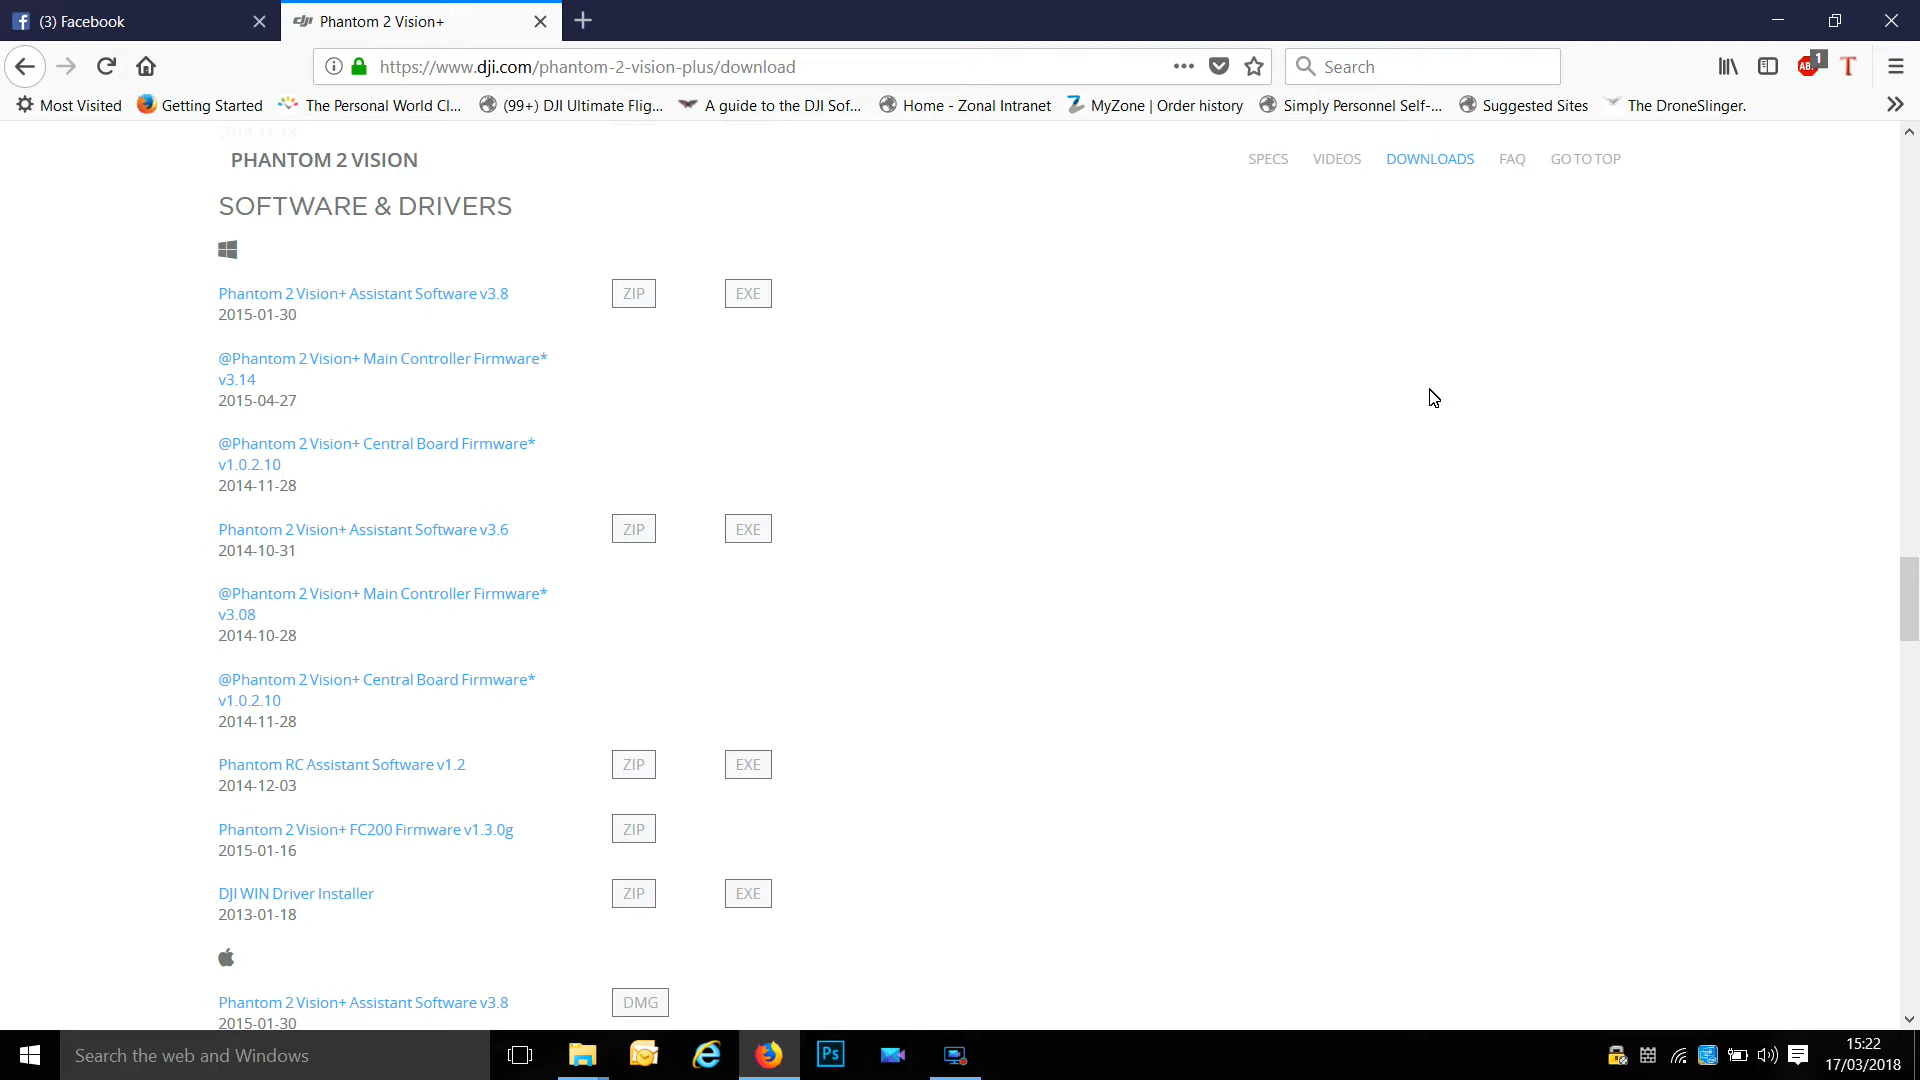 (3) Facebook
Phantom 2 Vision+
https://www.dji.com/phantom-2-vision-plus/download
Search
1
Most Visited
Getting Started
The Personal World Cl...
(99+) DJI Ultimate Flig...
A guide to the DJI Sof...
Home - Zonal Intranet
MyZone | Order history
Simply Personnel Self-...
Suggested Sites
The DroneSlinger.
2014-11-18
PHANTOM 2 VISION
SPECS
VIDEOS
DOWNLOADS
FAQ
GO TO TOP
SOFTWARE & DRIVERS
Phantom 2 Vision+ Assistant Software v3.8
ZIP
EXE
2015-01-30
@Phantom 2 Vision+ Main Controller Firmware*
v3.14
2015-04-27
@Phantom 2 Vision+ Central Board Firmware*
v1.0.2.10
2014-11-28
Phantom 2 Vision+ Assistant Software v3.6
ZIP
EXE
2014-10-31
@Phantom 2 Vision+ Main Controller Firmware*
v3.08
2014-10-28
@Phantom 2 Vision+ Central Board Firmware*
v1.0.2.10
2014-11-28
Phantom RC Assistant Software v1.2
ZIP
EXE
2014-12-03
Phantom 2 Vision+ FC200 Firmware v1.3.0g
ZIP
2015-01-16
DJI WIN Driver Installer
ZIP
EXE
2013-01-18
Phantom 2 Vision+ Assistant Software v3.8
DMG
2015-01-30
Search the web and Windows
Ps
15:22
17/03/2018